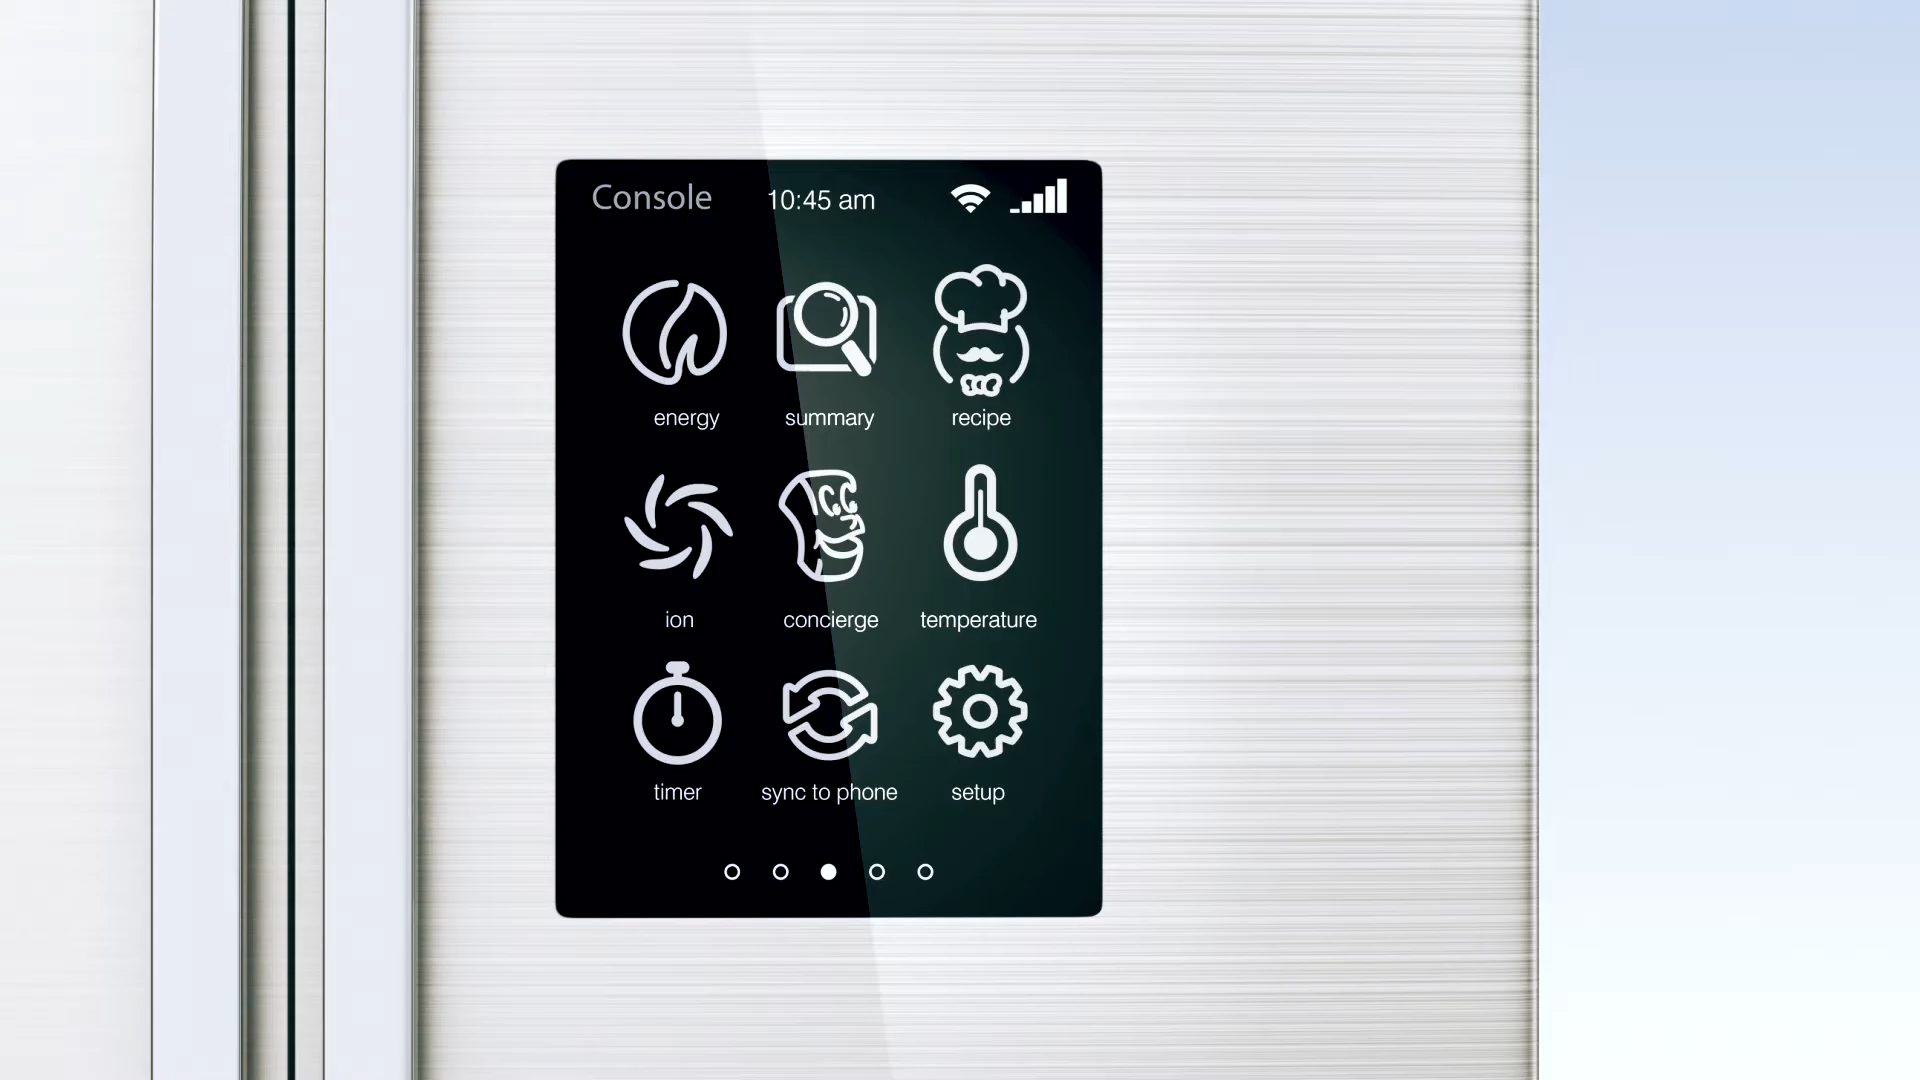 Console 10:45 am
energy summary recipe
ion concierge temperature
timer sync to phone setup